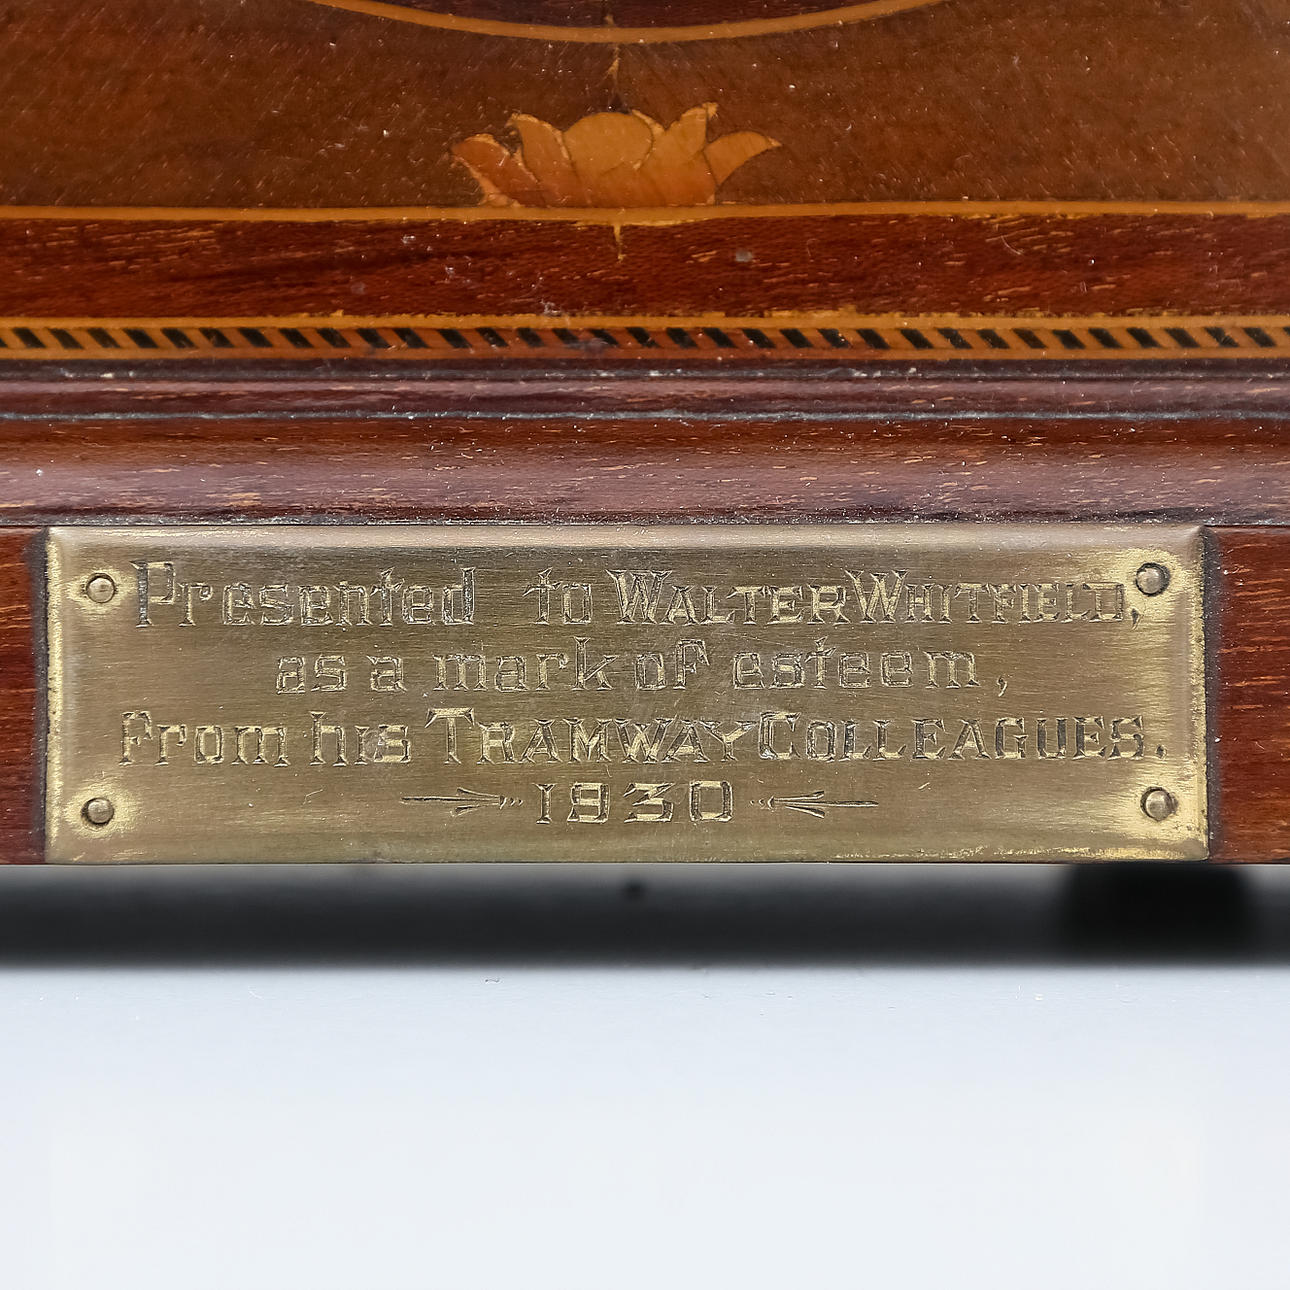 Presented to WALTER WHITFIELD,
as a mark of esteem,
From his TRAMWAY COLLEAGUES.
1930